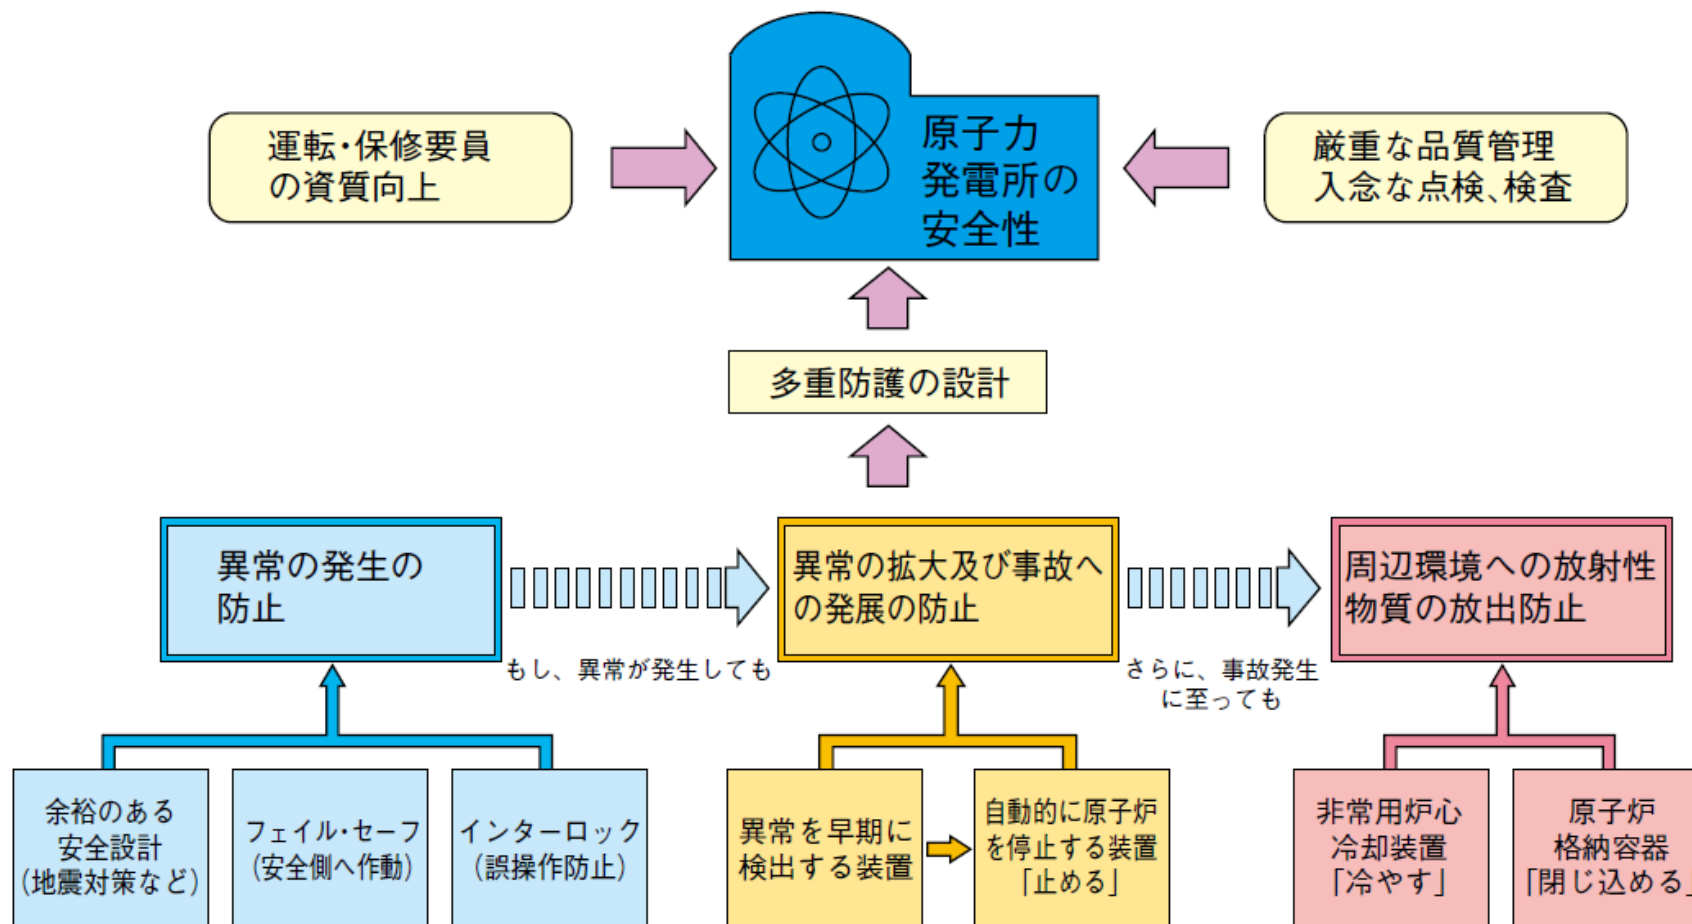 運転・保修要員
の資質向上
原子力
発電所の
安全性
厳重な品質管理
入念な点検、検査
多重防護の設計
異常の発生の
防止
もし、異常が発生しても
異常の拡大及び事故へ
の発展の防止
さらに、事故発生
に至っても
周辺環境への放射性
物質の放出防止
余裕のある
安全設計
(地震対策など)
フェイル・セーフ
(安全側へ作動)
インターロック
(誤操作防止)
異常を早期に
検出する装置
自動的に原子炉
を停止する装置
「止める」
非常用炉心
冷却装置
「冷やす」
原子炉
格納容器
「閉じ込める」